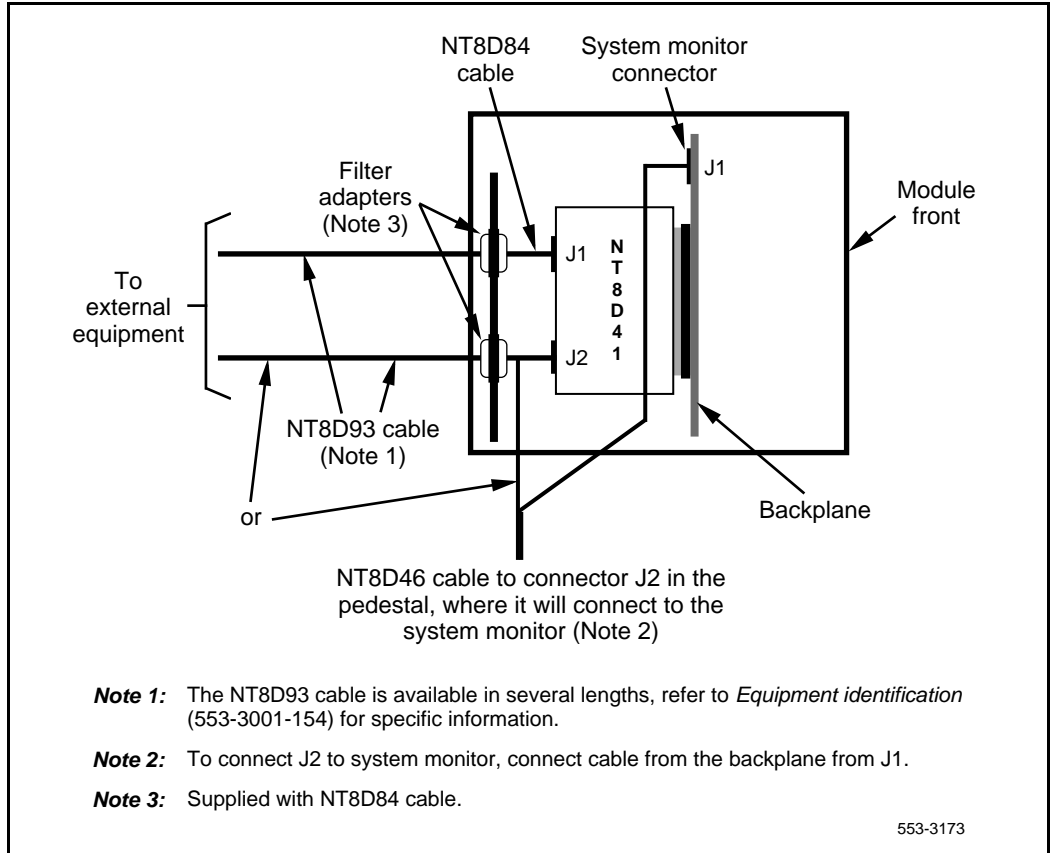 NT8D84
cable
System monitor
connector
J1
Filter
adapters
(Note 3)
Module
front
To
external
equipment
J1
NT8D41
J2
NT8D93 cable
(Note 1)
or
Backplane
NT8D46 cable to connector J2 in the
pedestal, where it will connect to the
system monitor (Note 2)
Note 1: The NT8D93 cable is available in several lengths, refer to Equipment identification
(553-3001-154) for specific information.
Note 2: To connect J2 to system monitor, connect cable from the backplane from J1.
Note 3: Supplied with NT8D84 cable.
553-3173